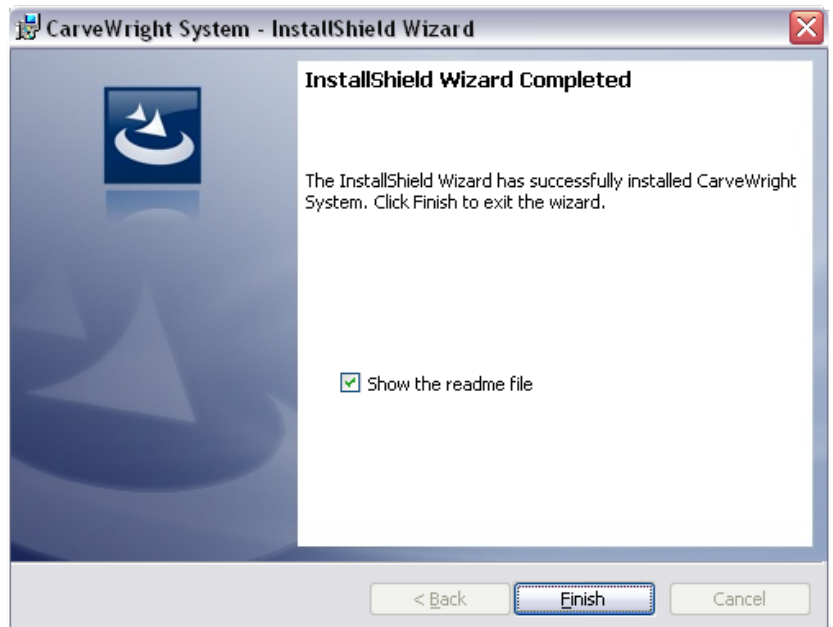 CarveWright System - InstallShield Wizard
InstallShield Wizard Completed
The InstallShield Wizard has successfully installed CarveWright
System. Click Finish to exit the wizard.
Show the readme file
< Back
Finish
Cancel